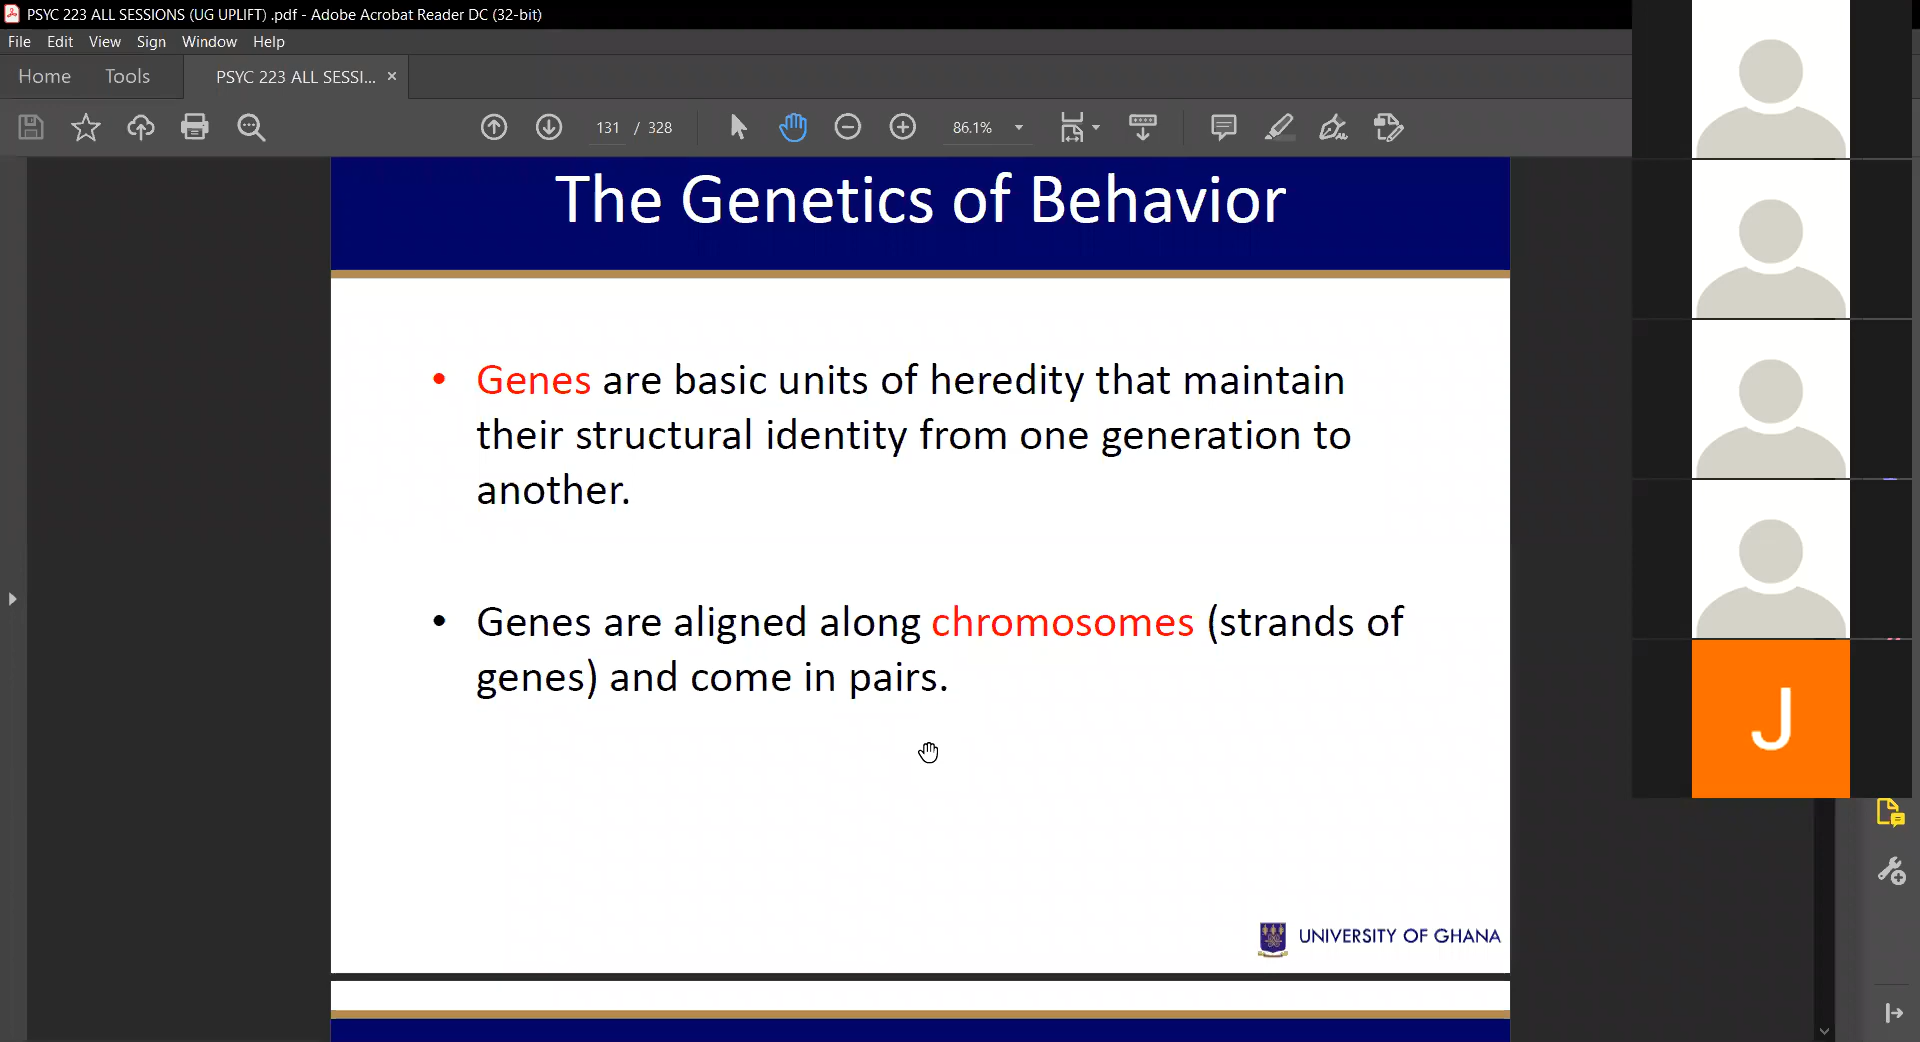 PSYC 223 ALL SESSIONS (UG UPLIFT) .pdf - Adobe Acrobat Reader DC (32-bit)
File Edit View Sign Window Help
Home Tools PSYC 223 ALL SESSI... ×
131 / 328 86.1%
The Genetics of Behavior
• Genes are basic units of heredity that maintain
their structural identity from one generation to
another.
• Genes are aligned along chromosomes (strands of
genes) and come in pairs.
J
UNIVERSITY OF GHANA